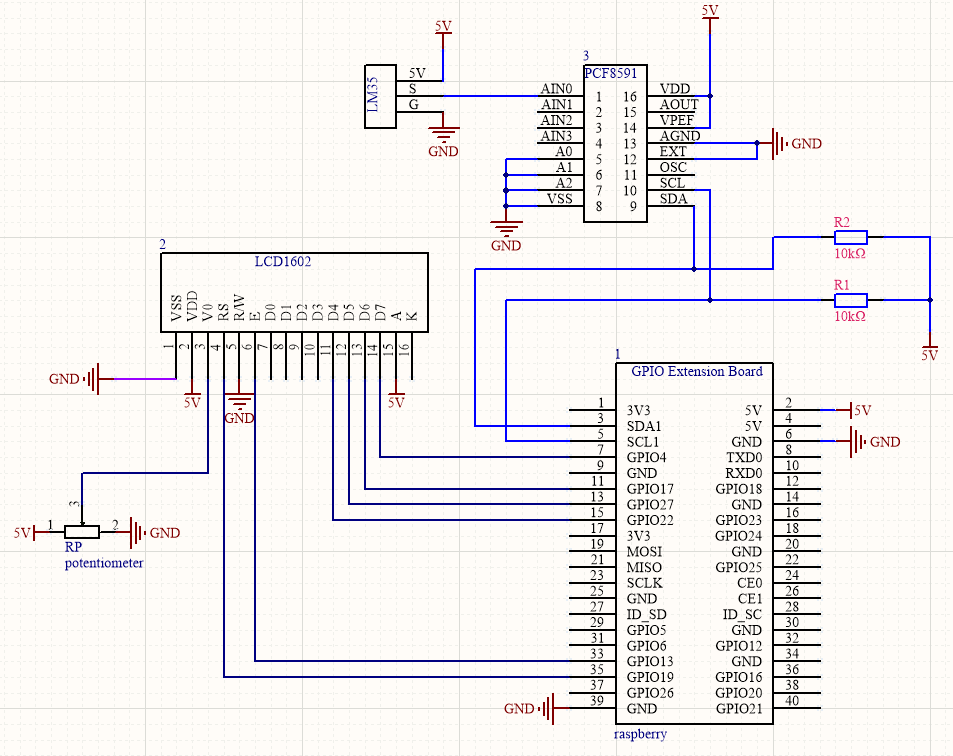 5V
5V
3
PCF8591
LM35
5V
S
G
GND
AIN0 1 16 VDD
AIN1 2 15 AOUT
AIN2 3 14 VPEF
AIN3 4 13 AGND
A0 5 12 EXT
A1 6 11 OSC
A2 7 10 SCL
VSS 8 9 SDA
GND
GND
R2
10kΩ
R1
10kΩ
5V
2
LCD1602
VSS VDD V0 RS R/W E D0 D1 D2 D3 D4 D5 D6 D7 A K
1 2 3 4 5 6 7 8 9 10 11 12 13 14 15 16
GND
5V
GND
5V
5V
1
3
2
GND
RP
potentiometer
1
GPIO Extension Board
1 3V3 5V 2
3 SDA1 5V 4
5 SCL1 GND 6
7 GPIO4 TXD0 8
9 GND RXD0 10
11 GPIO17 GPIO18 12
13 GPIO27 GND 14
15 GPIO22 GPIO23 16
17 3V3 GPIO24 18
19 MOSI GND 20
21 MISO GPIO25 22
23 SCLK CE0 24
25 GND CE1 26
27 ID_SD ID_SC 28
29 GPIO5 GND 30
31 GPIO6 GPIO12 32
33 GPIO13 GND 34
35 GPIO19 GPIO16 36
37 GPIO26 GPIO20 38
39 GND GPIO21 40
5V
GND
GND
raspberry